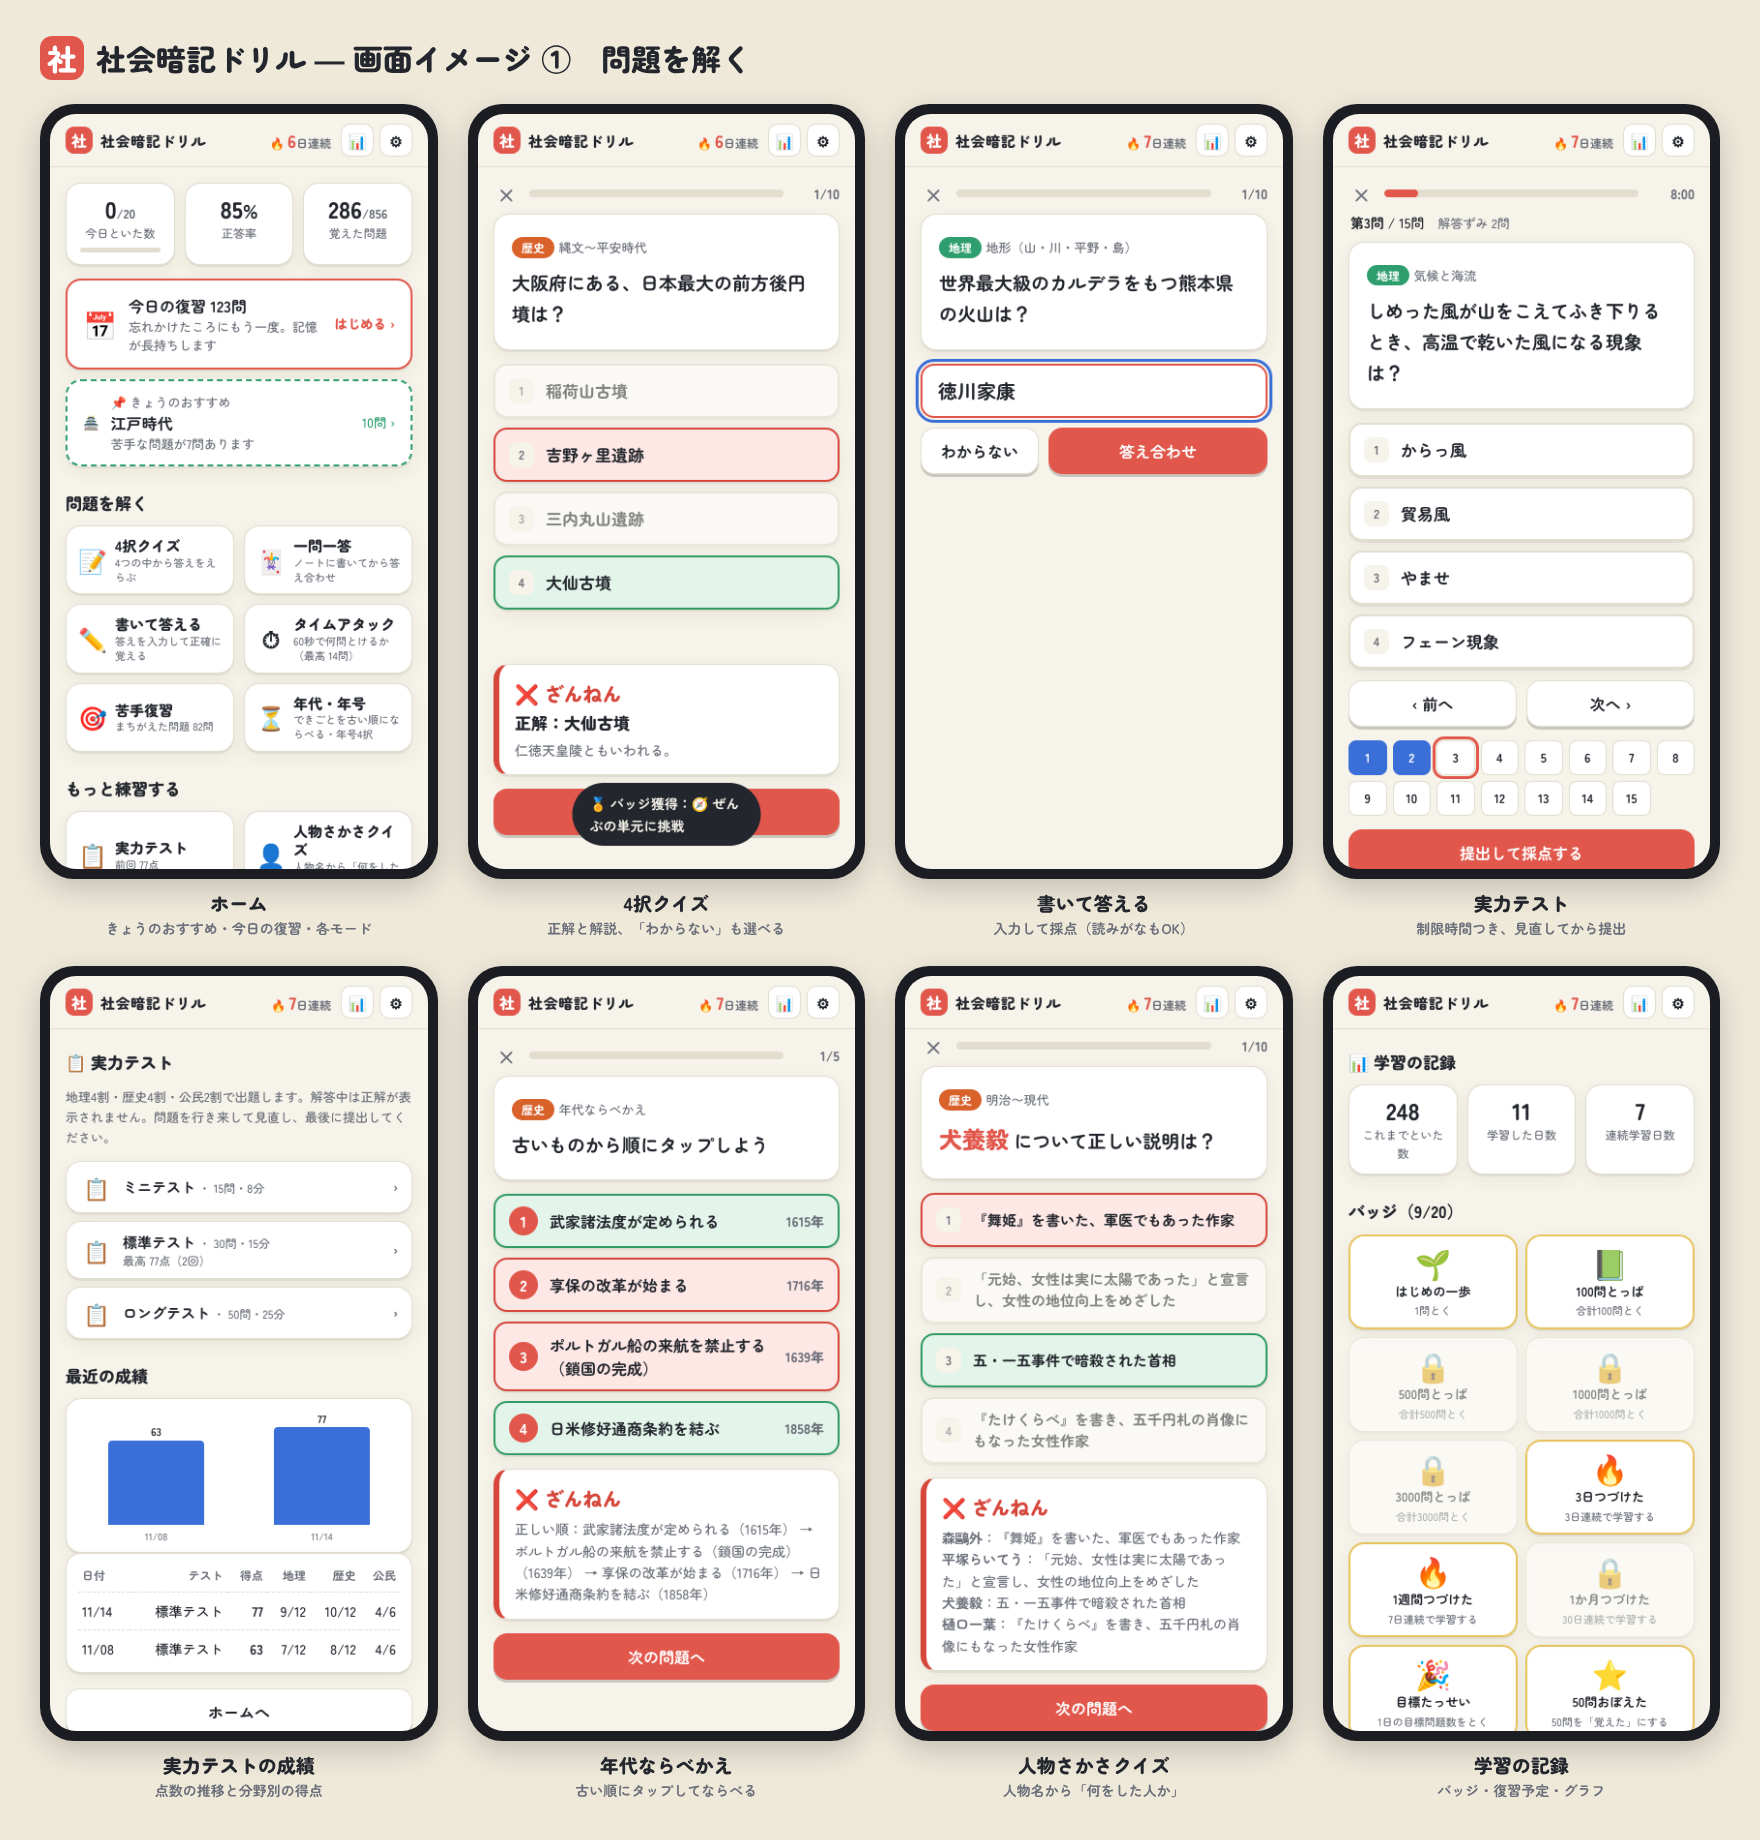 社 社会暗記ドリル — 画面イメージ ① 問題を解く
社 社会暗記ドリル 🔥 6日連続
0/20
今日といた数
85%
正答率
286/856
覚えた問題
今日の復習 123問
忘れかけたころにもう一度。記憶
が長持ちします
はじめる ›
📌 きょうのおすすめ
江戸時代
苦手な問題が7問あります
10問 ›
問題を解く
4択クイズ
4つの中から答えをえ
らぶ
一問一答
ノートに書いてから答
え合わせ
書いて答える
答えを入力して正確に
覚える
タイムアタック
60秒で何問とけるか
（最高 14問）
苦手復習
まちがえた問題 82問
年代・年号
できごとを古い順にな
らべる・年号4択
もっと練習する
実力テスト
前回 77点
人物さかさクイ
ズ
人物名から「何をした
ホーム
きょうのおすすめ・今日の復習・各モード
社 社会暗記ドリル 🔥 6日連続
× 1/10
歴史 縄文〜平安時代
大阪府にある、日本最大の前方後円
墳は？
1 稲荷山古墳
2 吉野ヶ里遺跡
3 三内丸山遺跡
4 大仙古墳
❌ ざんねん
正解：大仙古墳
仁徳天皇陵ともいわれる。
🏅 バッジ獲得：🧭 ぜん
ぶの単元に挑戦
4択クイズ
正解と解説、「わからない」も選べる
社 社会暗記ドリル 🔥 7日連続
× 1/10
地理 地形（山・川・平野・島）
世界最大級のカルデラをもつ熊本県
の火山は？
徳川家康
わからない
答え合わせ
書いて答える
入力して採点（読みがなもOK）
社 社会暗記ドリル 🔥 7日連続
× 8:00
第3問 / 15問 解答ずみ 2問
地理 気候と海流
しめった風が山をこえてふき下りる
とき、高温で乾いた風になる現象
は？
1 からっ風
2 貿易風
3 やませ
4 フェーン現象
‹ 前へ
次へ ›
1 2 3 4 5 6 7 8
9 10 11 12 13 14 15
提出して採点する
実力テスト
制限時間つき、見直してから提出
社 社会暗記ドリル 🔥 7日連続
📋 実力テスト
地理4割・歴史4割・公民2割で出題します。解答中は正解が表
示されません。問題を行き来して見直し、最後に提出してく
ださい。
ミニテスト ・ 15問・8分 ›
標準テスト ・ 30問・15分
最高 77点（2回） ›
ロングテスト ・ 50問・25分 ›
最近の成績
63
77
11/08
11/14
日付 テスト 得点 地理 歴史 公民
11/14 標準テスト 77 9/12 10/12 4/6
11/08 標準テスト 63 7/12 8/12 4/6
ホームへ
実力テストの成績
点数の推移と分野別の得点
社 社会暗記ドリル 🔥 7日連続
× 1/5
歴史 年代ならべかえ
古いものから順にタップしよう
1 武家諸法度が定められる 1615年
2 享保の改革が始まる 1716年
3 ポルトガル船の来航を禁止する
（鎖国の完成） 1639年
4 日米修好通商条約を結ぶ 1858年
❌ ざんねん
正しい順：武家諸法度が定められる（1615年） →
ポルトガル船の来航を禁止する（鎖国の完成）
（1639年） → 享保の改革が始まる（1716年） → 日
米修好通商条約を結ぶ（1858年）
次の問題へ
年代ならべかえ
古い順にタップしてならべる
社 社会暗記ドリル 🔥 7日連続
× 1/10
歴史 明治〜現代
犬養毅 について正しい説明は？
1 『舞姫』を書いた、軍医でもあった作家
2 「元始、女性は実に太陽であった」と宣言
し、女性の地位向上をめざした
3 五・一五事件で暗殺された首相
4 『たけくらべ』を書き、五千円札の肖像に
もなった女性作家
❌ ざんねん
森鷗外：『舞姫』を書いた、軍医でもあった作家
平塚らいてう：「元始、女性は実に太陽であっ
た」と宣言し、女性の地位向上をめざした
犬養毅：五・一五事件で暗殺された首相
樋口一葉：『たけくらべ』を書き、五千円札の肖
像にもなった女性作家
次の問題へ
人物さかさクイズ
人物名から「何をした人か」
社 社会暗記ドリル 🔥 7日連続
📊 学習の記録
248
これまでといた
数
11
学習した日数
7
連続学習日数
バッジ（9/20）
はじめの一歩
1問とく
100問とっぱ
合計100問とく
500問とっぱ
合計500問とく
1000問とっぱ
合計1000問とく
3000問とっぱ
合計3000問とく
3日つづけた
3日連続で学習する
1週間つづけた
7日連続で学習する
1か月つづけた
30日連続で学習する
目標たっせい
1日の目標問題数をとく
50問おぼえた
50問を「覚えた」にする
学習の記録
バッジ・復習予定・グラフ